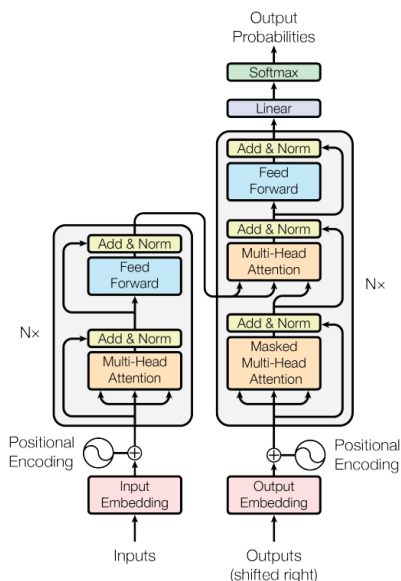 Output
Probabilities
Softmax
Linear
Add & Norm
Feed
Forward
Add & Norm
Multi-Head
Attention
Add & Norm
Masked
Multi-Head
Attention
N×
Positional
Encoding
Output
Embedding
Outputs
(shifted right)
Add & Norm
Feed
Forward
Add & Norm
Multi-Head
Attention
N×
Positional
Encoding
Input
Embedding
Inputs